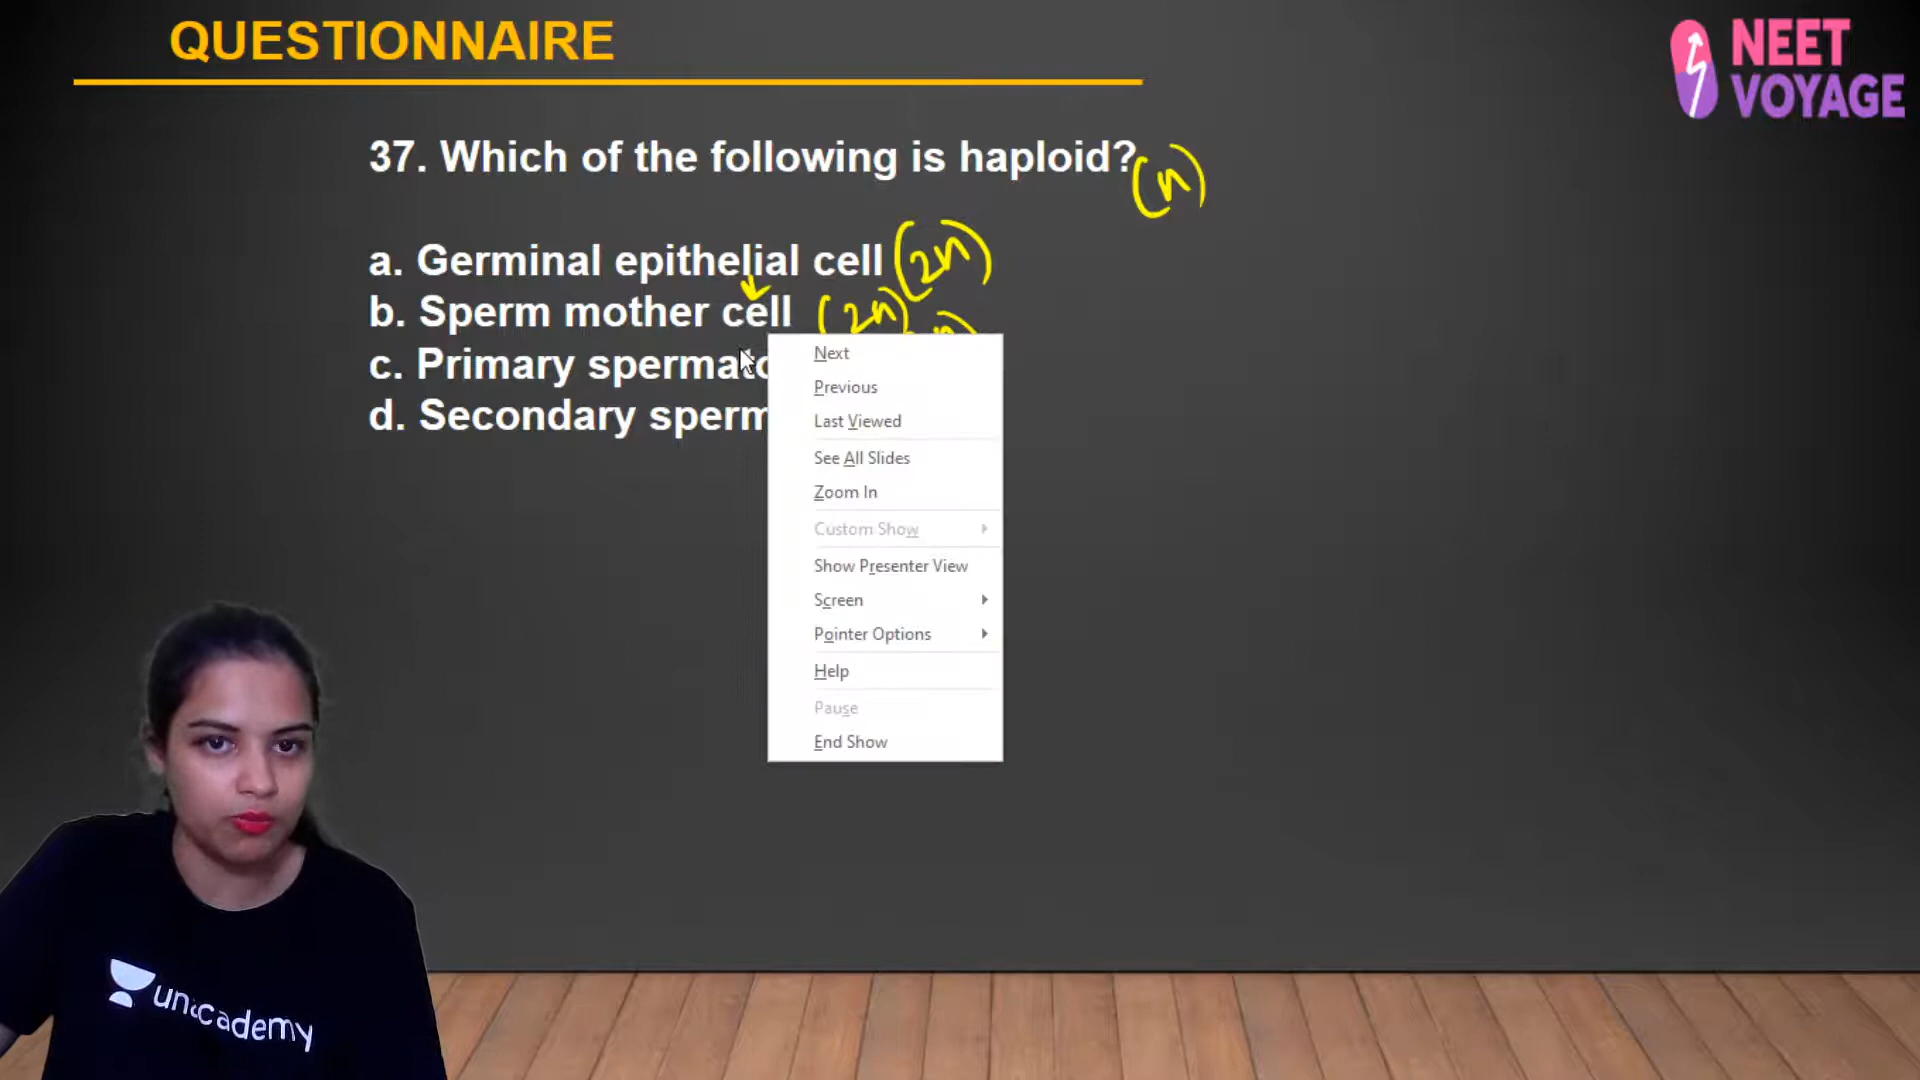 QUESTIONNAIRE
NEET
VOYAGE
37. Which of the following is haploid?
(n)
a. Germinal epithelial cell (2n)
b. Sperm mother cell (2n)
c. Primary
d. Secondary
Next
Previous
Last Viewed
See All Slides
Zoom In
Custom Show
Show Presenter View
Screen
Pointer Options
Help
Pause
End Show
unacademy